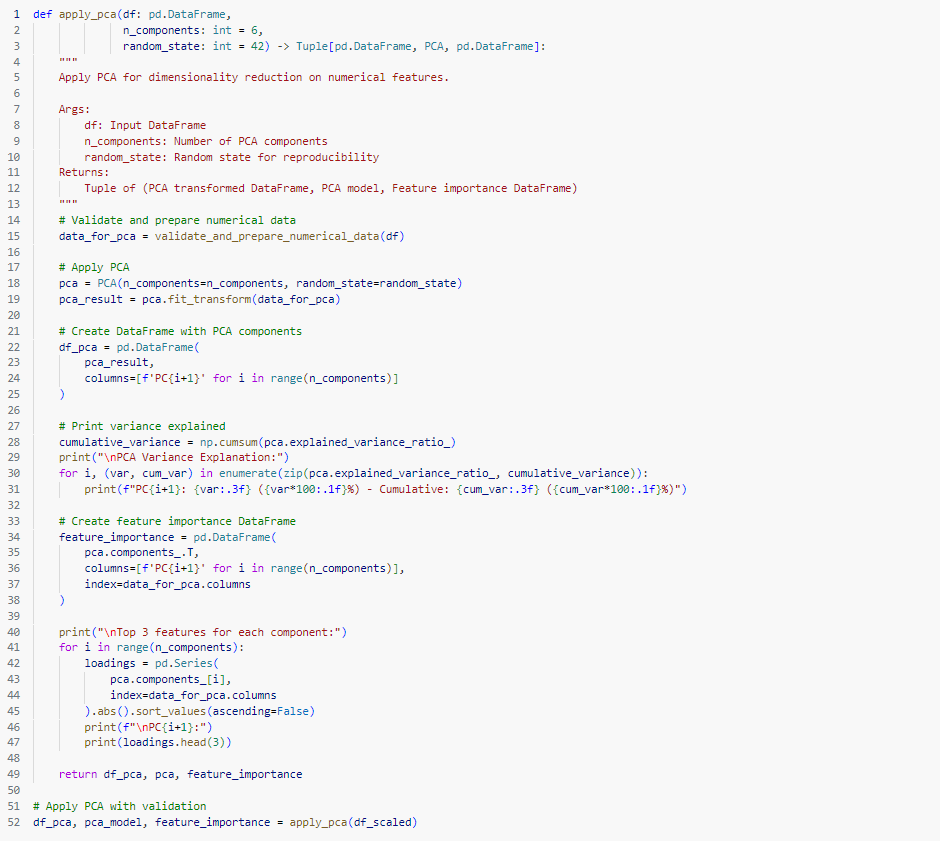 1 def apply_pca(df: pd.DataFrame,
2 n_components: int = 6,
3 random_state: int = 42) -> Tuple[pd.DataFrame, PCA, pd.DataFrame]:
4 """
5 Apply PCA for dimensionality reduction on numerical features.
6
7 Args:
8 df: Input DataFrame
9 n_components: Number of PCA components
10 random_state: Random state for reproducibility
11 Returns:
12 Tuple of (PCA transformed DataFrame, PCA model, Feature importance DataFrame)
13 """
14 # Validate and prepare numerical data
15 data_for_pca = validate_and_prepare_numerical_data(df)
16
17 # Apply PCA
18 pca = PCA(n_components=n_components, random_state=random_state)
19 pca_result = pca.fit_transform(data_for_pca)
20
21 # Create DataFrame with PCA components
22 df_pca = pd.DataFrame(
23 pca_result,
24 columns=[f'PC{i+1}' for i in range(n_components)]
25 )
26
27 # Print variance explained
28 cumulative_variance = np.cumsum(pca.explained_variance_ratio_)
29 print("\nPCA Variance Explanation:")
30 for i, (var, cum_var) in enumerate(zip(pca.explained_variance_ratio_, cumulative_variance)):
31 print(f"PC{i+1}: {var:.3f} ({var*100:.1f}%) - Cumulative: {cum_var:.3f} ({cum_var*100:.1f}%)")
32
33 # Create feature importance DataFrame
34 feature_importance = pd.DataFrame(
35 pca.components_.T,
36 columns=[f'PC{i+1}' for i in range(n_components)],
37 index=data_for_pca.columns
38 )
39
40 print("\nTop 3 features for each component:")
41 for i in range(n_components):
42 loadings = pd.Series(
43 pca.components_[i],
44 index=data_for_pca.columns
45 ).abs().sort_values(ascending=False)
46 print(f"\nPC{i+1}:")
47 print(loadings.head(3))
48
49 return df_pca, pca, feature_importance
50
51 # Apply PCA with validation
52 df_pca, pca_model, feature_importance = apply_pca(df_scaled)